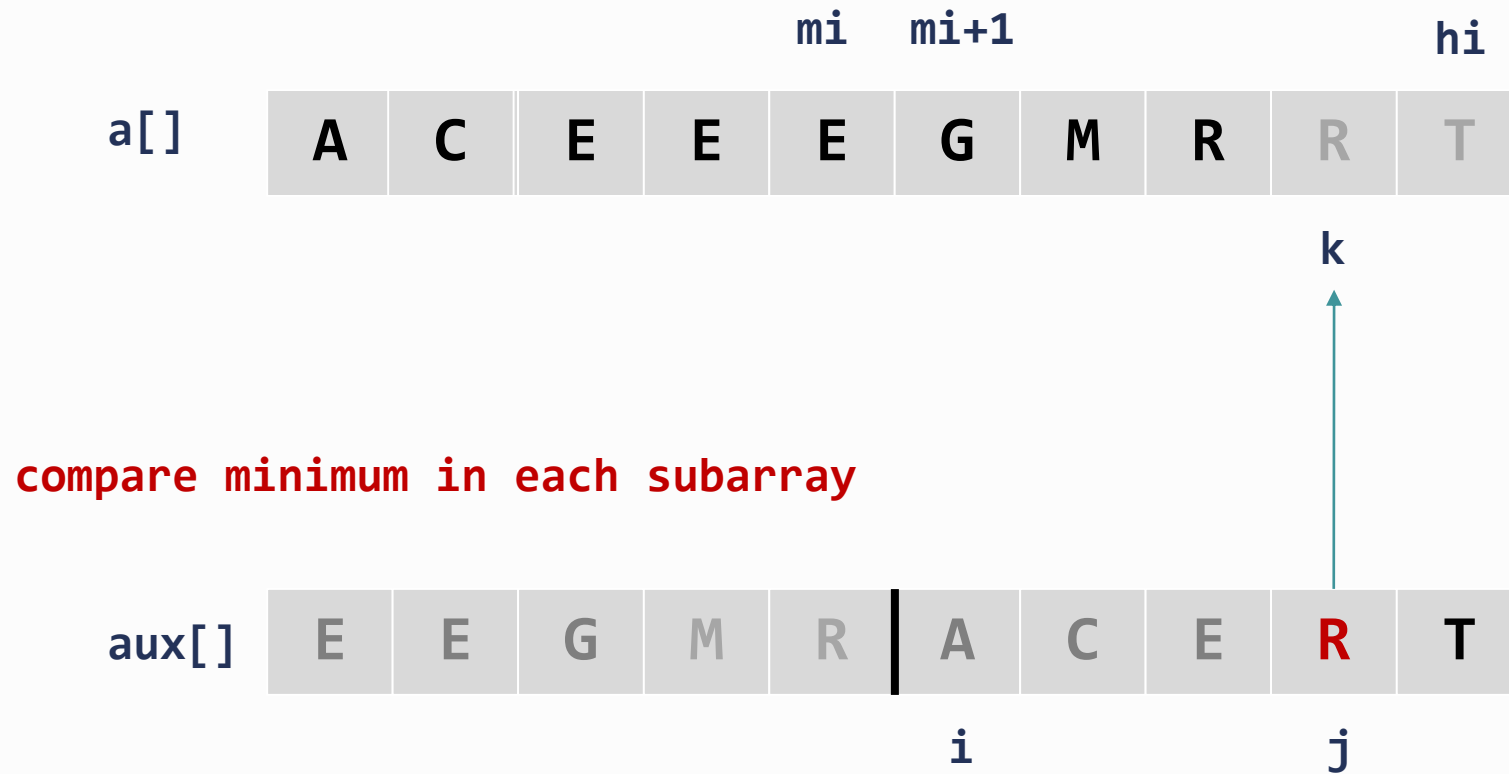 mi mi+1 hi
a[] A C E E E G M R R T
k
compare minimum in each subarray
aux[] E E G M R A C E R T
i j